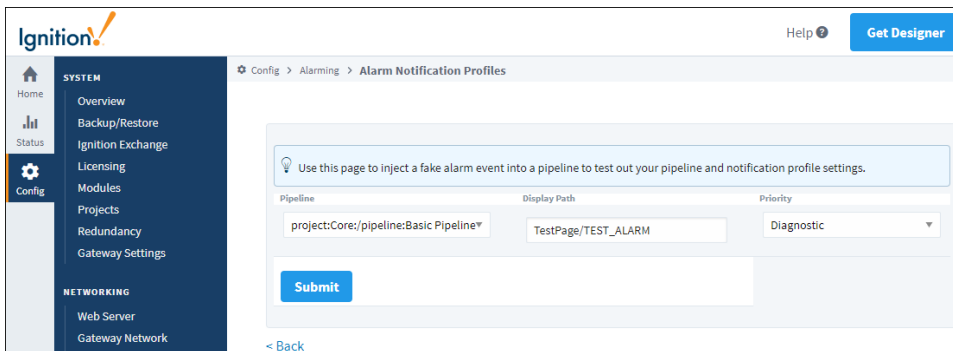 Ignition!
Help ?
Get Designer
Home
Status
Config
SYSTEM
Overview
Backup/Restore
Ignition Exchange
Licensing
Modules
Projects
Redundancy
Gateway Settings
NETWORKING
Web Server
Gateway Network
Config > Alarming > Alarm Notification Profiles
Use this page to inject a fake alarm event into a pipeline to test out your pipeline and notification profile settings.
Pipeline Display Path Priority
project:Core:/pipeline:Basic Pipeline TestPage/TEST_ALARM Diagnostic
Submit
< Back